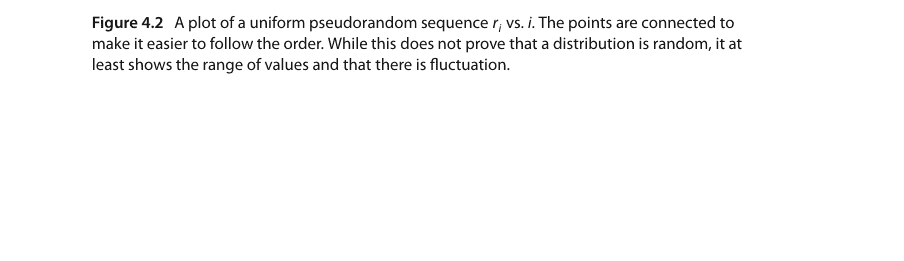 Figure 4.2 A plot of a uniform pseudorandom sequence rᵢ vs. i. The points are connected to
make it easier to follow the order. While this does not prove that a distribution is random, it at
least shows the range of values and that there is fluctuation.